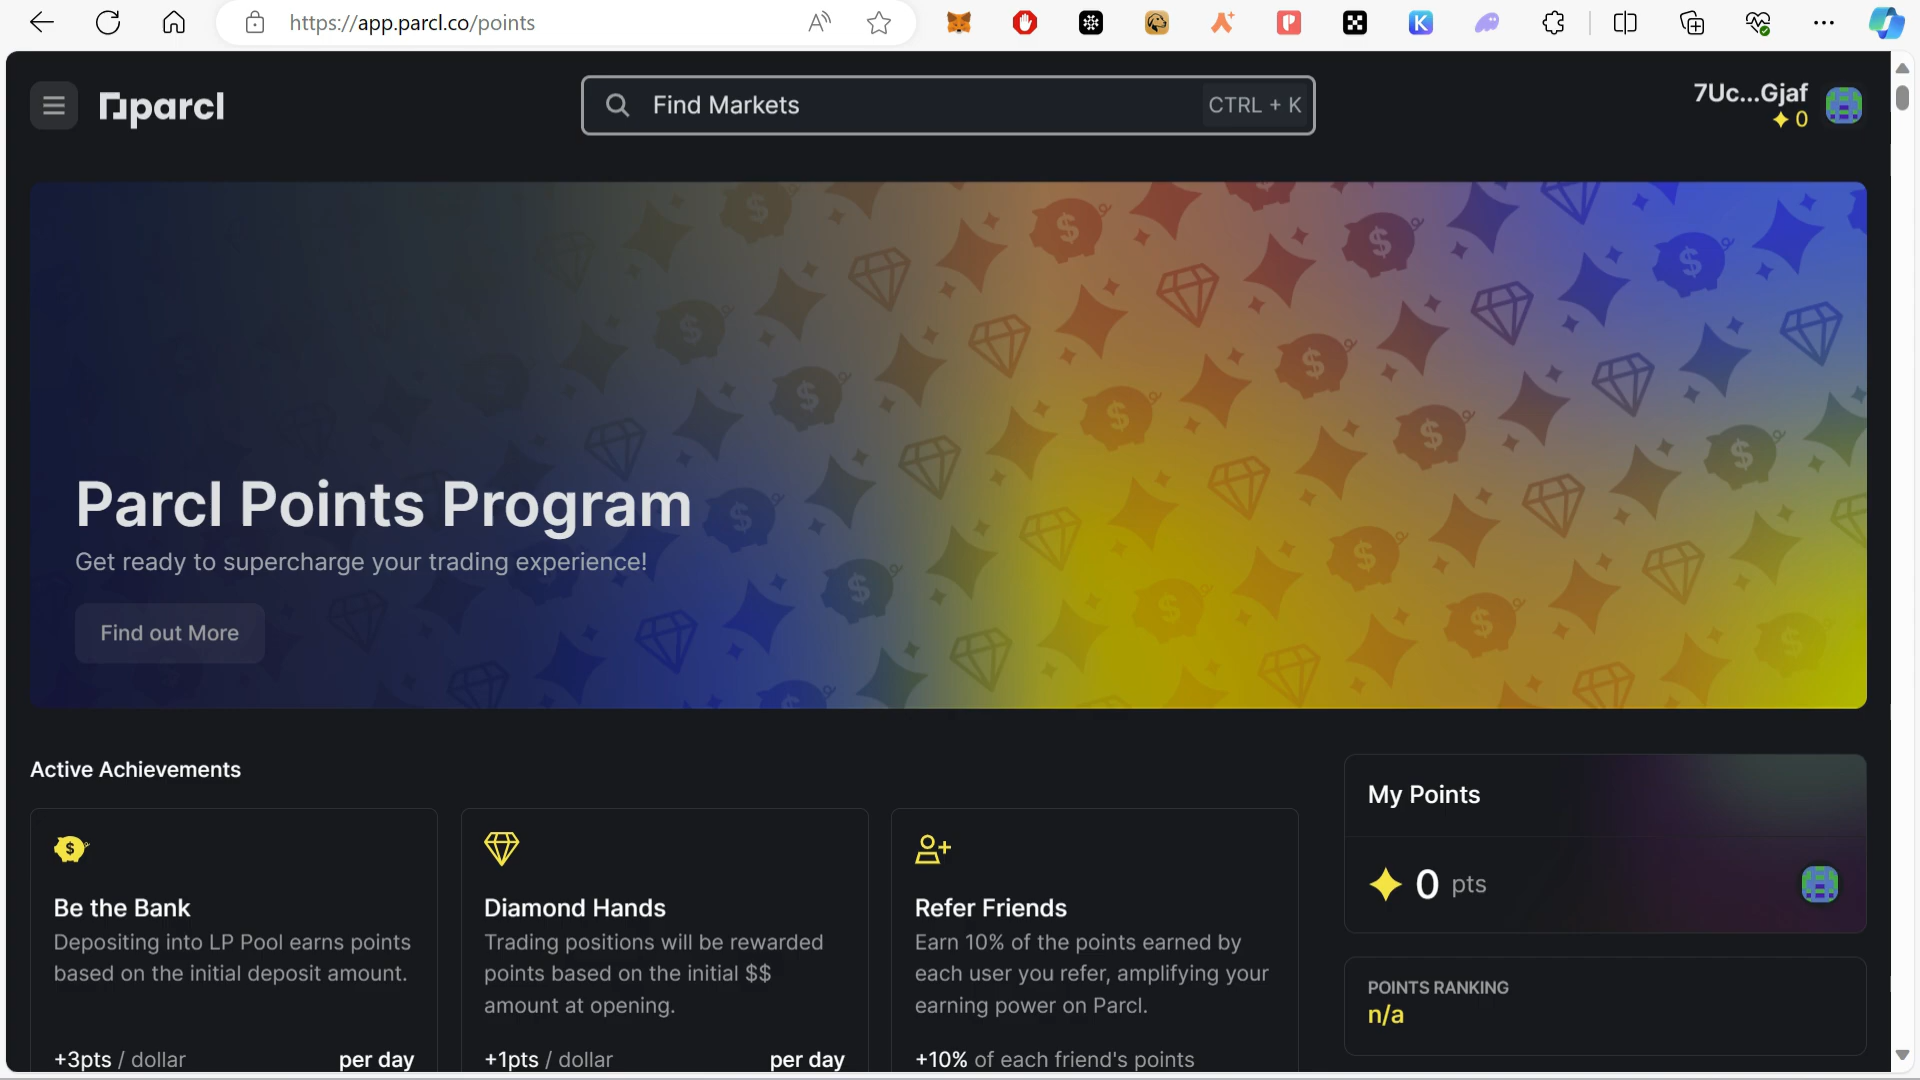 https://app.parcl.co/points
parcl
Find Markets
CTRL + K
7Uc...Gjaf
0
Parcl Points Program
Get ready to supercharge your trading experience!
Find out More
Active Achievements
Be the Bank
Depositing into LP Pool earns points
based on the initial deposit amount.
+3pts / dollar per day
Diamond Hands
Trading positions will be rewarded
points based on the initial $$
amount at opening.
+1pts / dollar per day
Refer Friends
Earn 10% of the points earned by
each user you refer, amplifying your
earning power on Parcl.
+10% of each friend's points
My Points
0 pts
POINTS RANKING
n/a